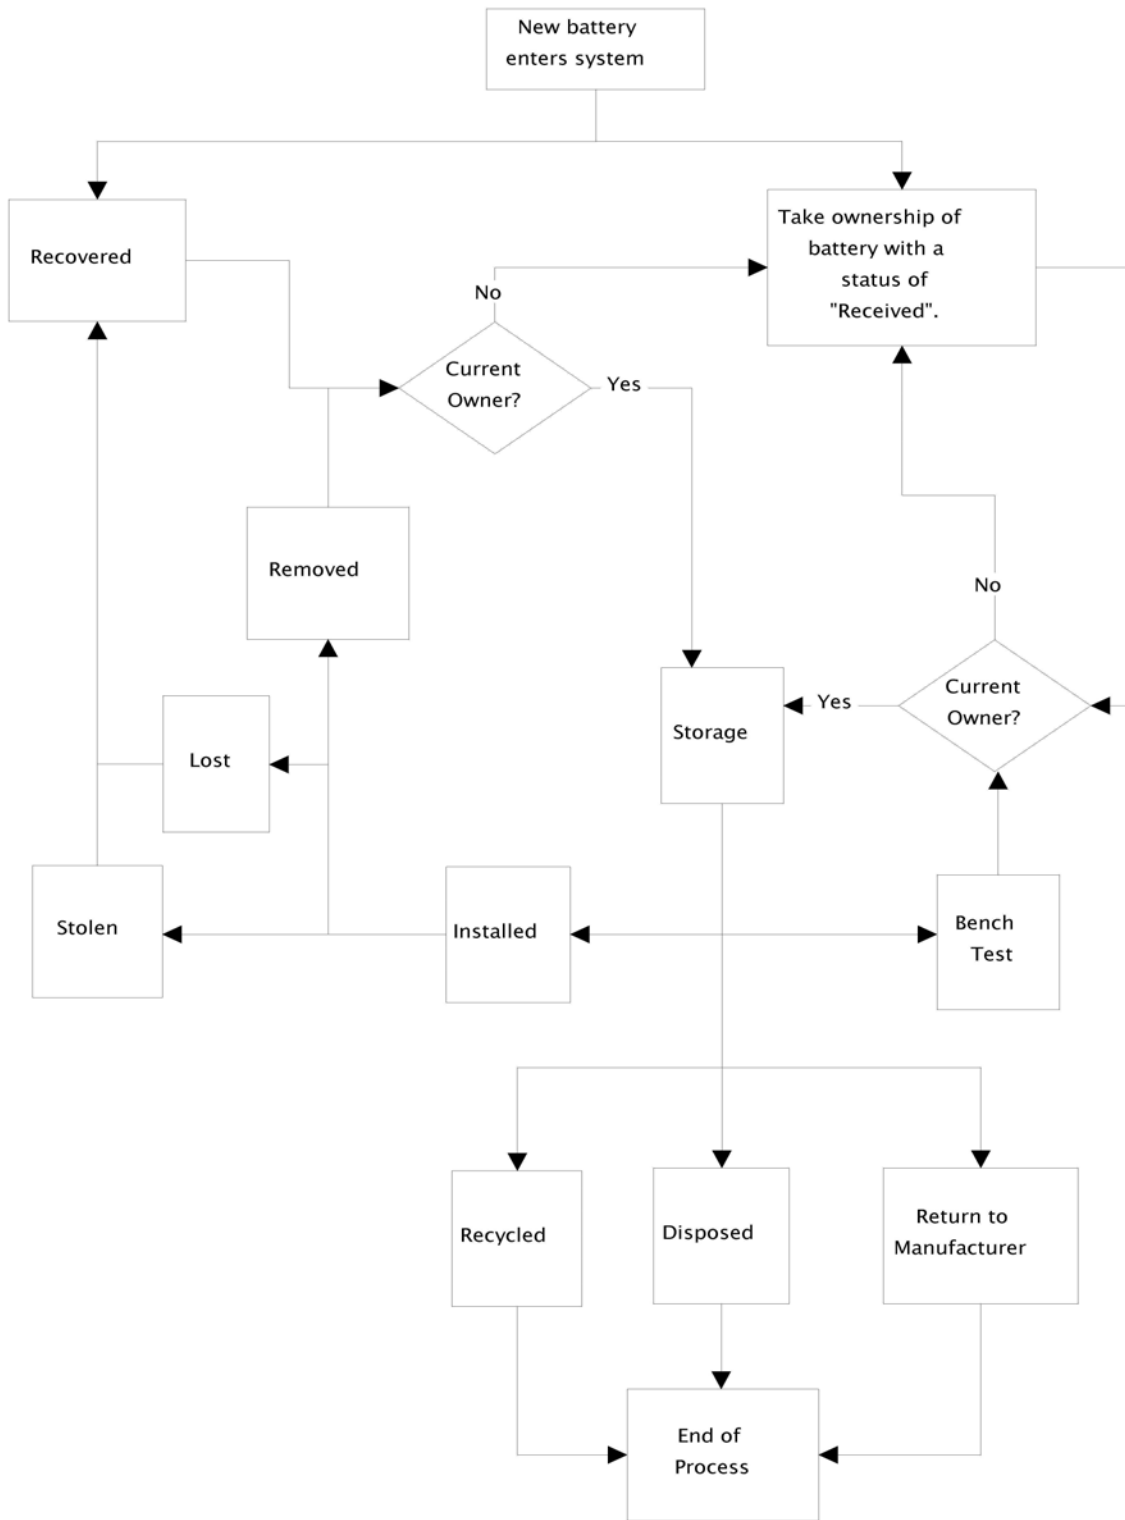 New battery
enters system
Recovered
Take ownership of
battery with a
status of
"Received".
No
Current
Owner?
Yes
Removed
No
Storage
Yes
Current
Owner?
Lost
Stolen
Installed
Bench
Test
Recycled
Disposed
Return to
Manufacturer
End of
Process